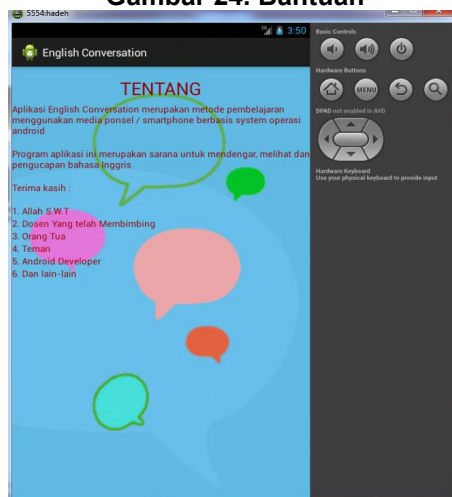 Gambar 24. Bantuan
5554:hadeh
3:50
English Conversation
TENTANG
Aplikasi English Conversation merupakan metode pembelajaran
menggunakan media ponsel / smartphone berbasis system operasi
android
Program aplikasi ini merupakan sarana untuk mendengar, melihat dan
pengucapan bahasa Inggris
Terima kasih :
1. Allah S.W.T
2. Dosen Yang telah Membimbing
3. Orang Tua
4. Teman
5. Android Developer
6. Dan lain-lain
Basic Controls
Hardware Buttons
MENU
DPAD not enabled in AVD
Hardware Keyboard
Use your physical keyboard to provide input